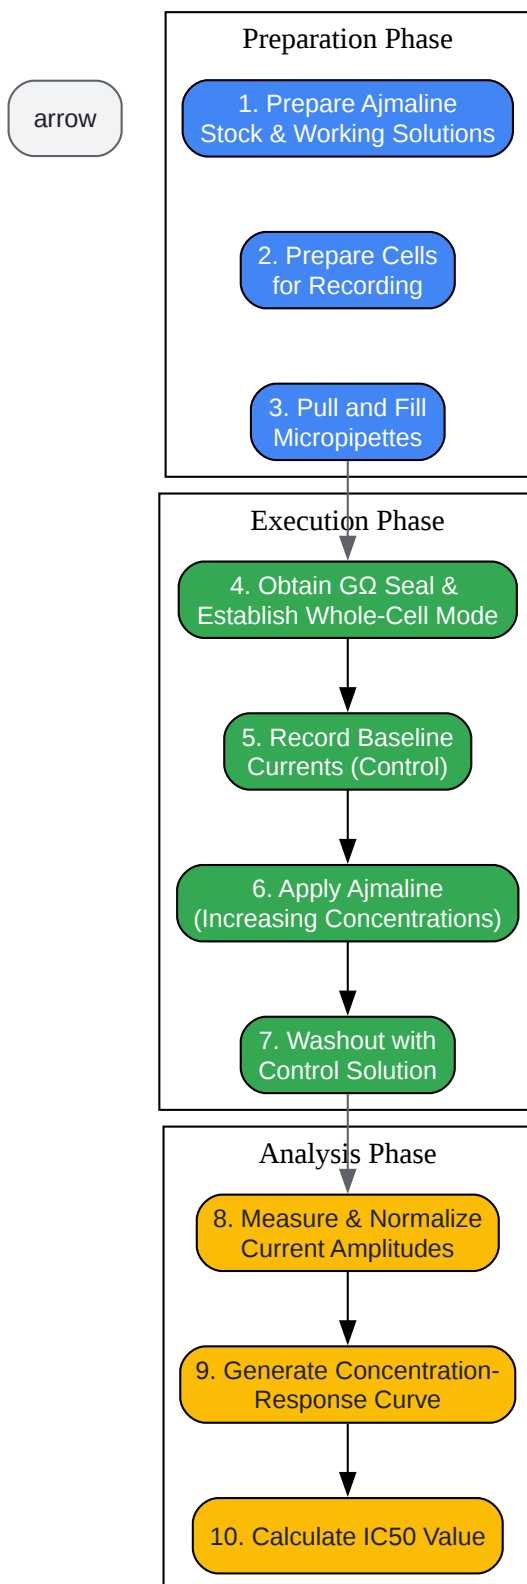 Preparation Phase
arrow
1. Prepare Ajmaline
Stock & Working Solutions
2. Prepare Cells
for Recording
3. Pull and Fill
Micropipettes
Execution Phase
4. Obtain GΩ Seal &
Establish Whole-Cell Mode
5. Record Baseline
Currents (Control)
6. Apply Ajmaline
(Increasing Concentrations)
7. Washout with
Control Solution
Analysis Phase
8. Measure & Normalize
Current Amplitudes
9. Generate Concentration-
Response Curve
10. Calculate IC50 Value